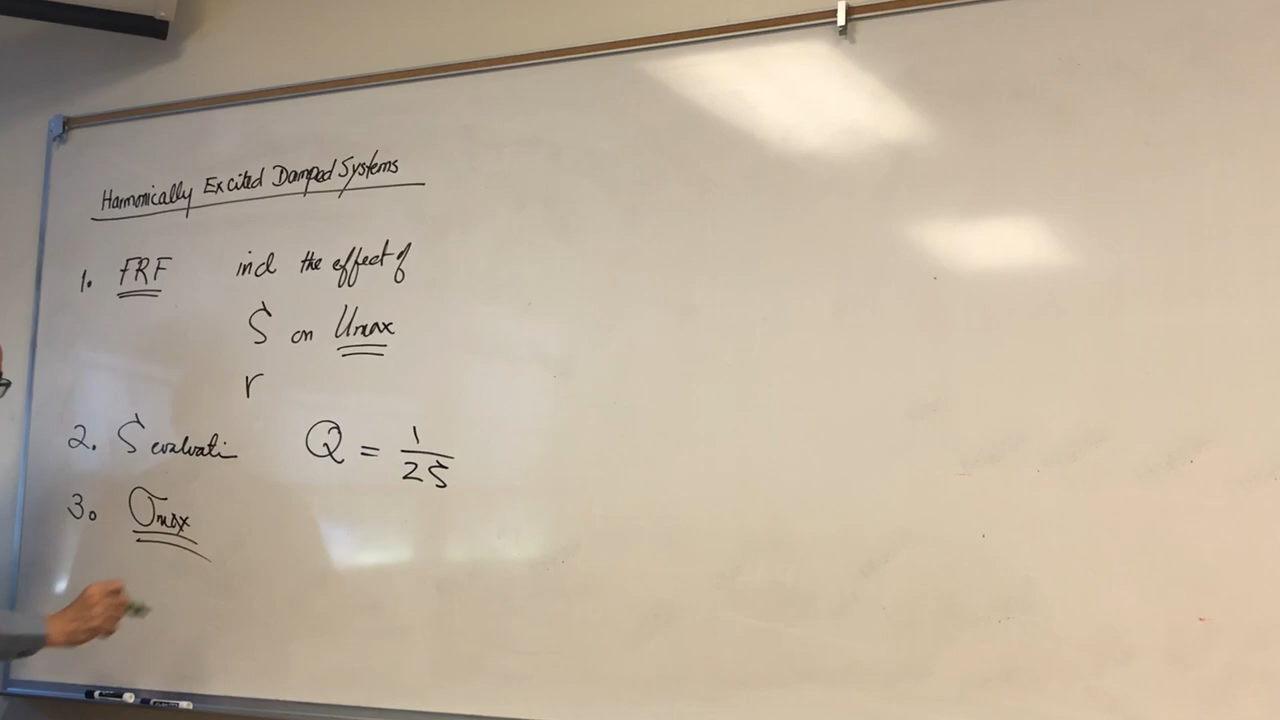 Harmonically Excited Damped Systems
1. FRF incl the effect of
ζ on Umax
r
2. ζ evaluati Q = 1/2ζ
3. σmax